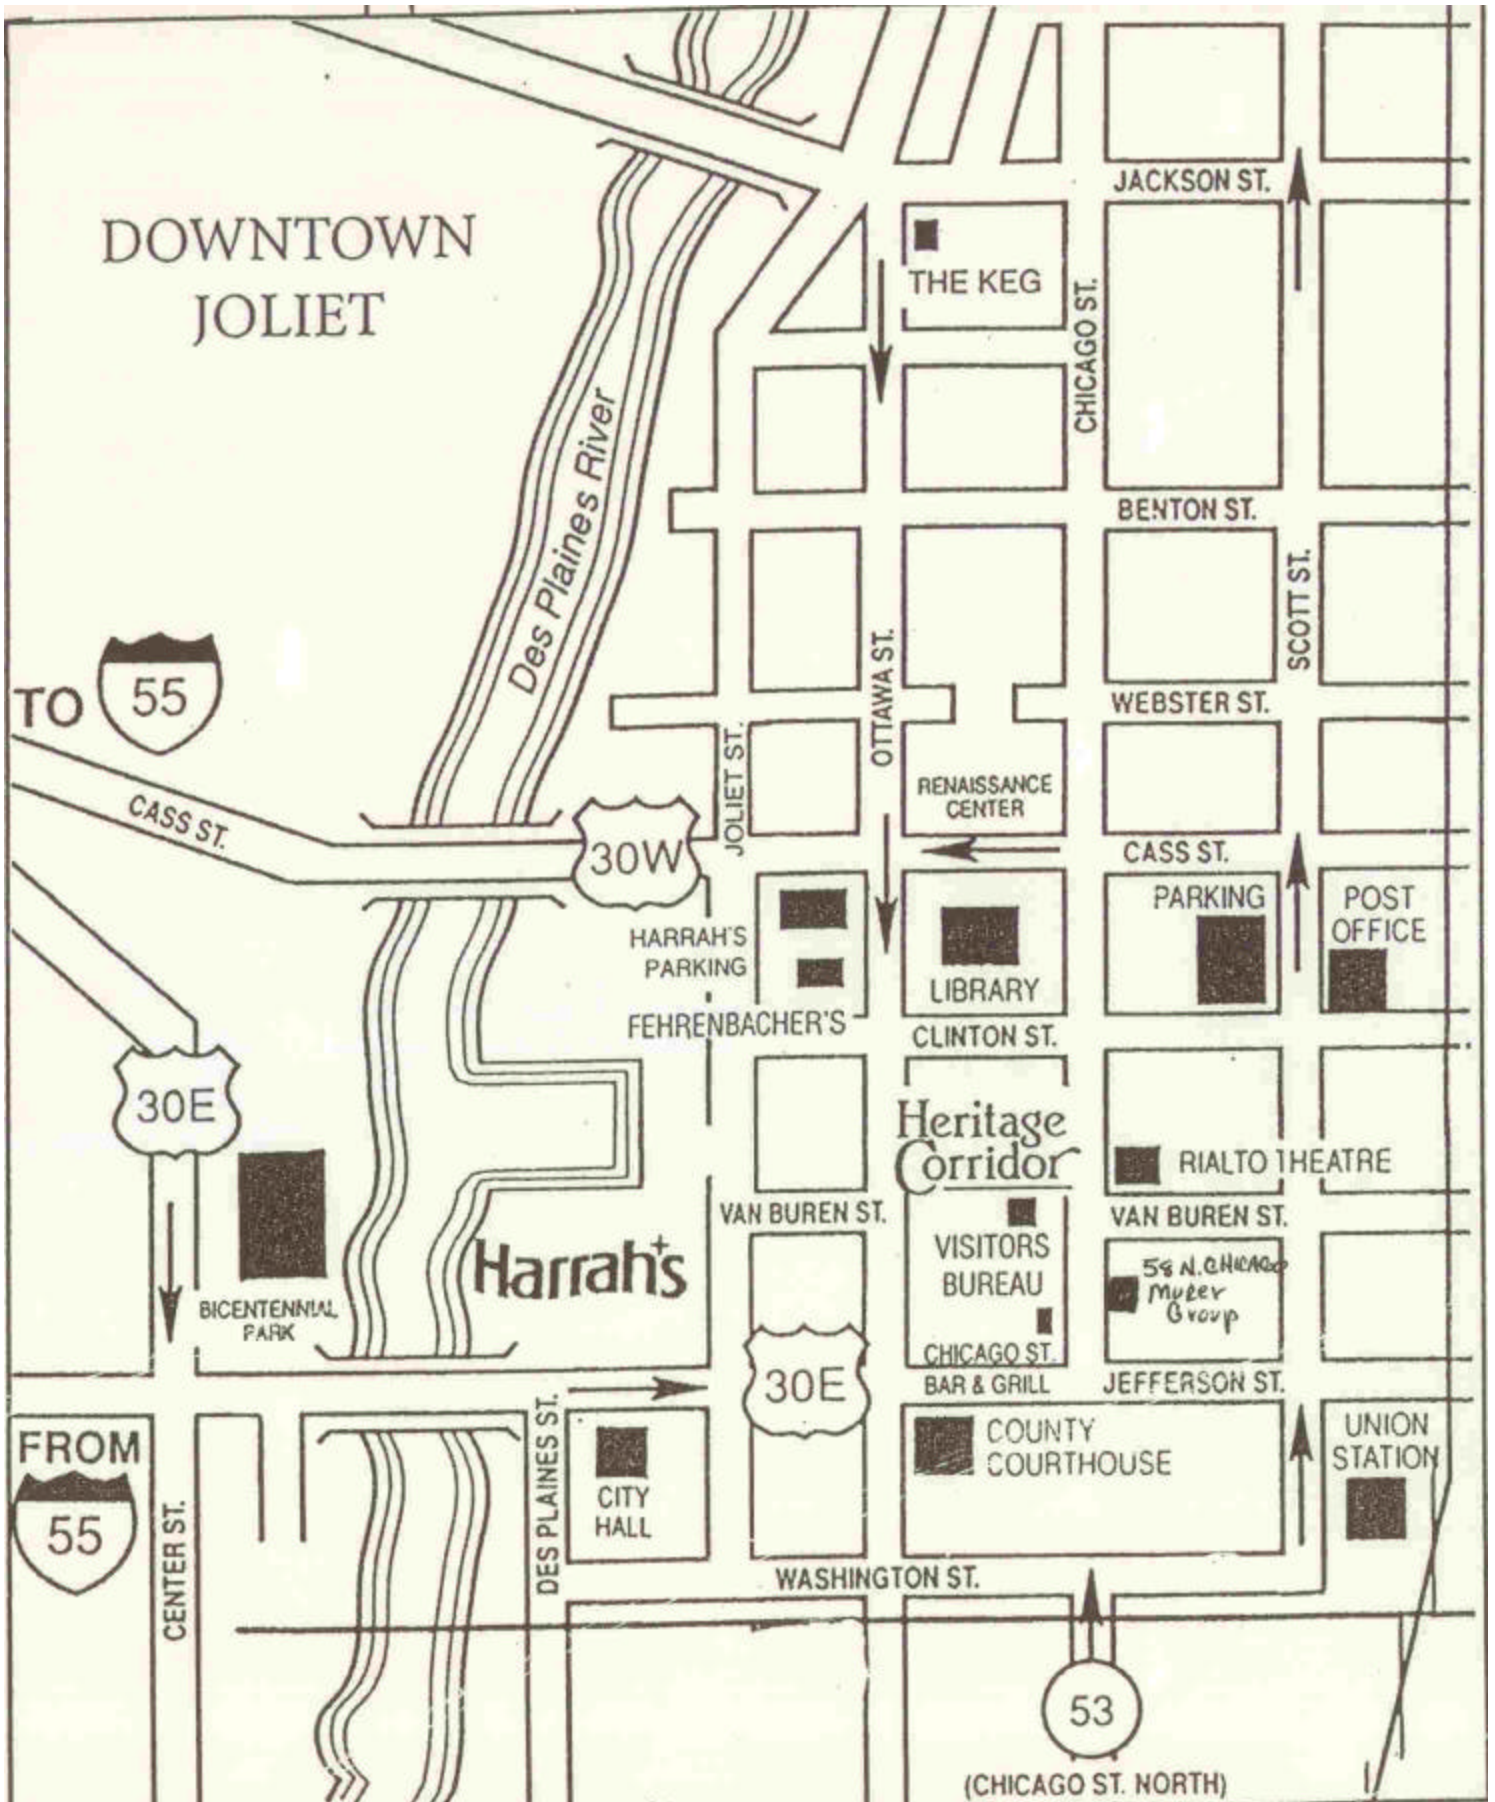 JACKSON ST.
DOWNTOWN
JOLIET
THE KEG
CHICAGO ST.
Des Plaines River
BENTON ST.
SCOTT ST.
TO
55
OTTAWA ST.
WEBSTER ST.
JOLIET ST.
RENAISSANCE
CENTER
CASS ST.
30W
CASS ST.
PARKING
POST
OFFICE
HARRAH'S
PARKING
LIBRARY
FEHRENBACHER'S
CLINTON ST.
30E
Heritage
Corridor
RIALTO THEATRE
VAN BUREN ST.
VAN BUREN ST.
Harrah's
VISITORS
BUREAU
58 N. CHICAGO
Group
BICENTENNIAL
PARK
CHICAGO ST.
BAR & GRILL
30E
JEFFERSON ST.
DES PLAINES ST.
FROM
55
COUNTY
COURTHOUSE
UNION
STATION
CITY
HALL
CENTER ST.
WASHINGTON ST.
53
(CHICAGO ST. NORTH)